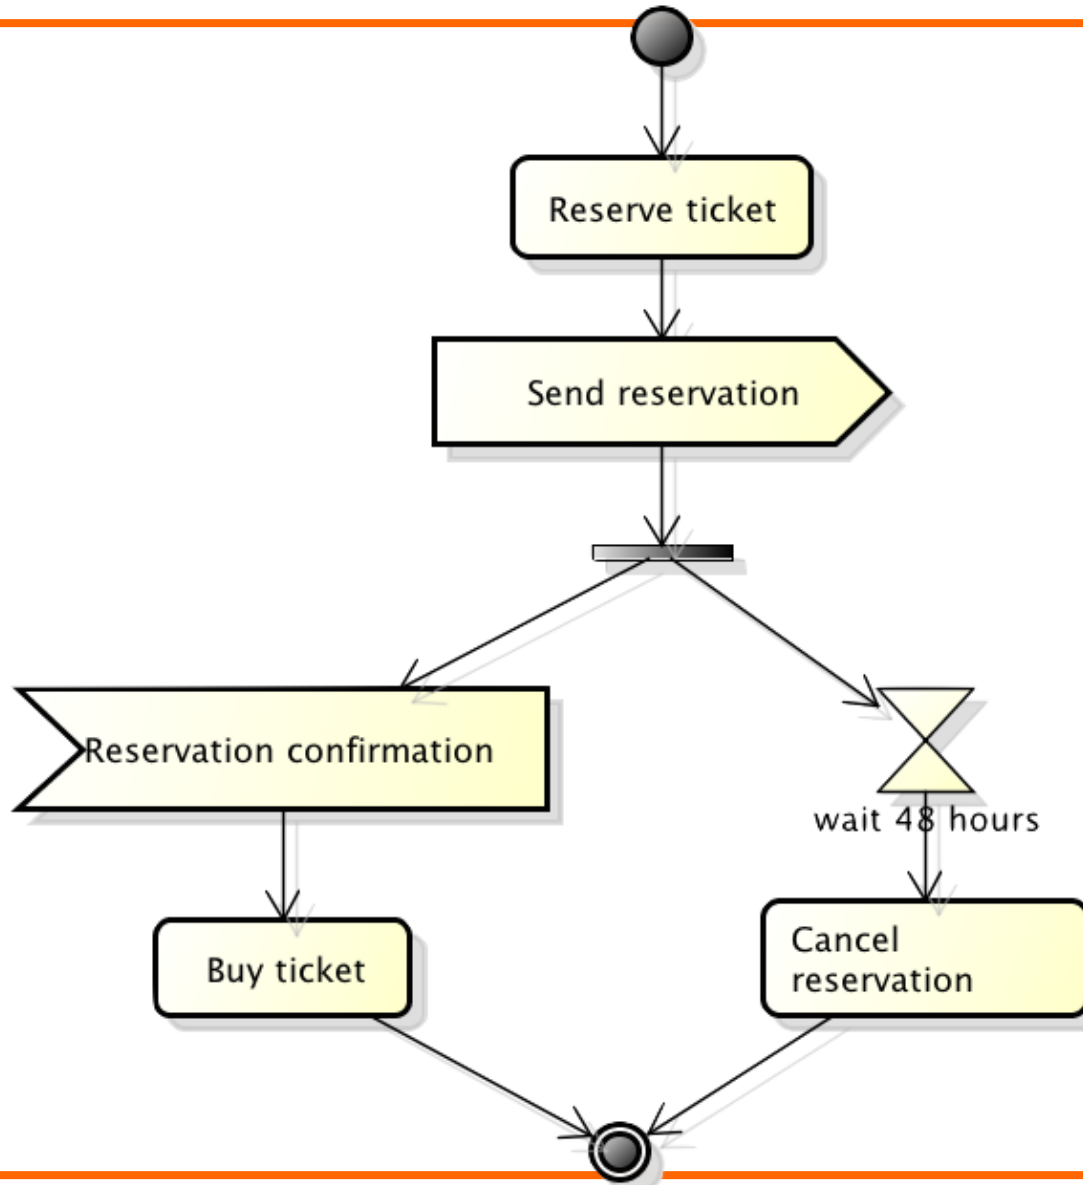 Reserve ticket
Send reservation
Reservation confirmation
wait 48 hours
Buy ticket
Cancel
reservation